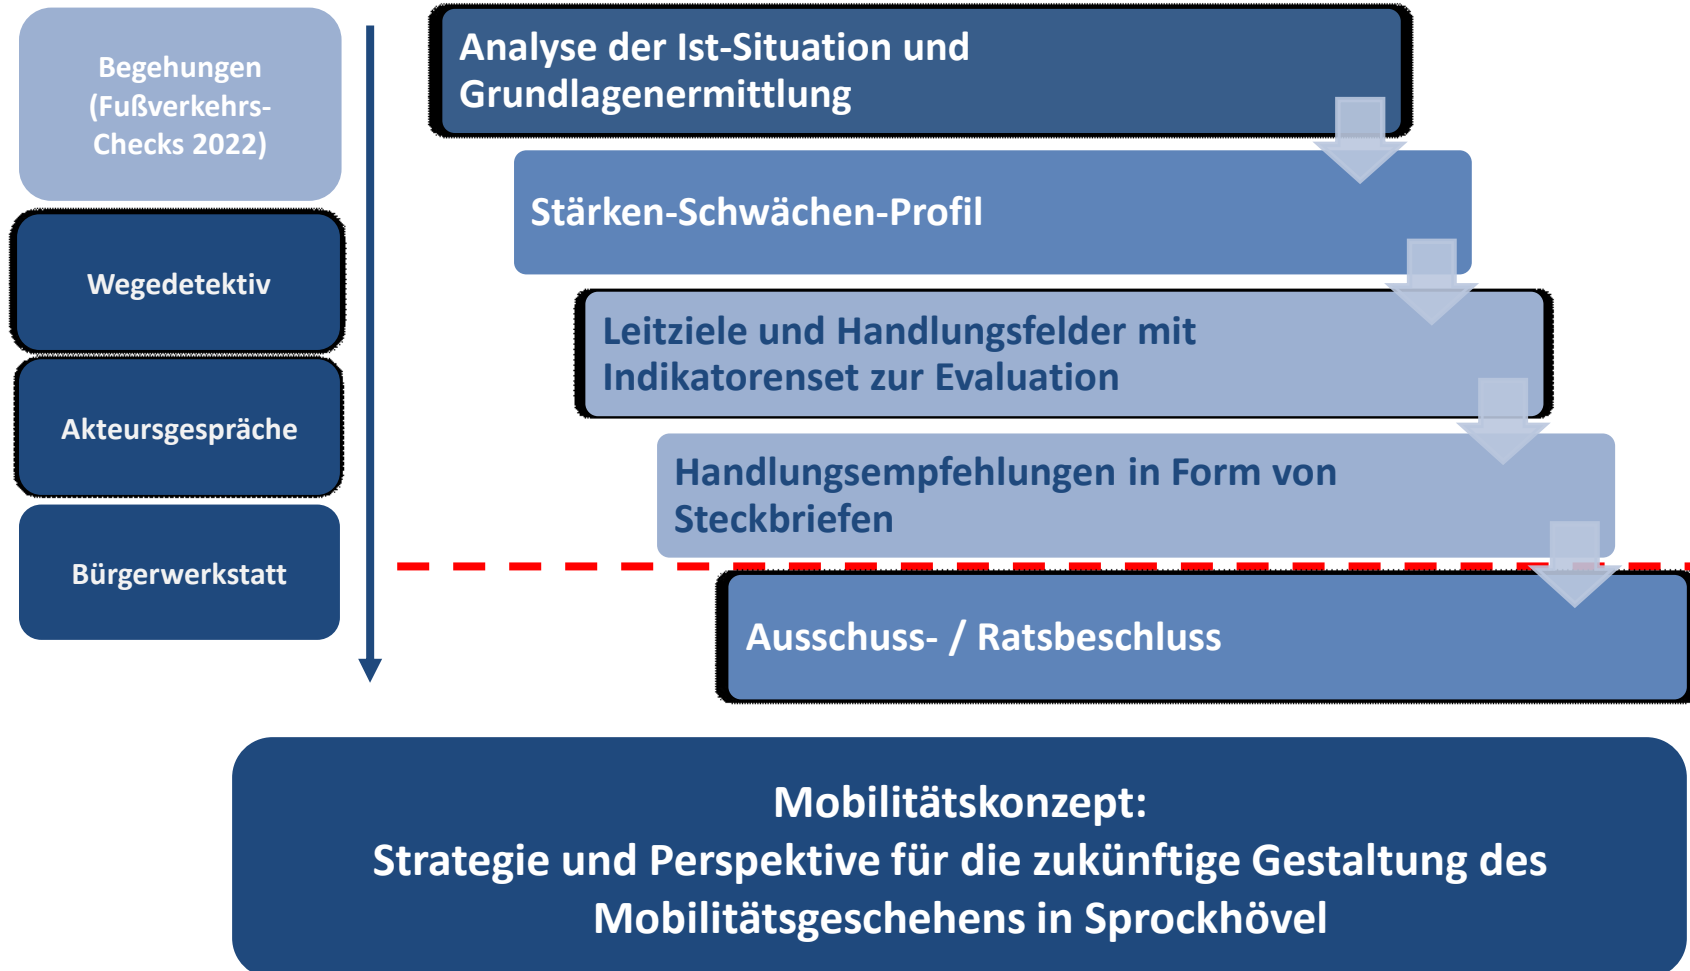 Begehungen
(Fußverkehrs-
Checks 2022)
Wegedetektiv
Akteursgespräche
Bürgerwerkstatt
Analyse der Ist-Situation und
Grundlagenermittlung
Stärken-Schwächen-Profil
Leitziele und Handlungsfelder mit
Indikatorenset zur Evaluation
Handlungsempfehlungen in Form von
Steckbriefen
Ausschuss- / Ratsbeschluss
Mobilitätskonzept:
Strategie und Perspektive für die zukünftige Gestaltung des
Mobilitätsgeschehens in Sprockhövel